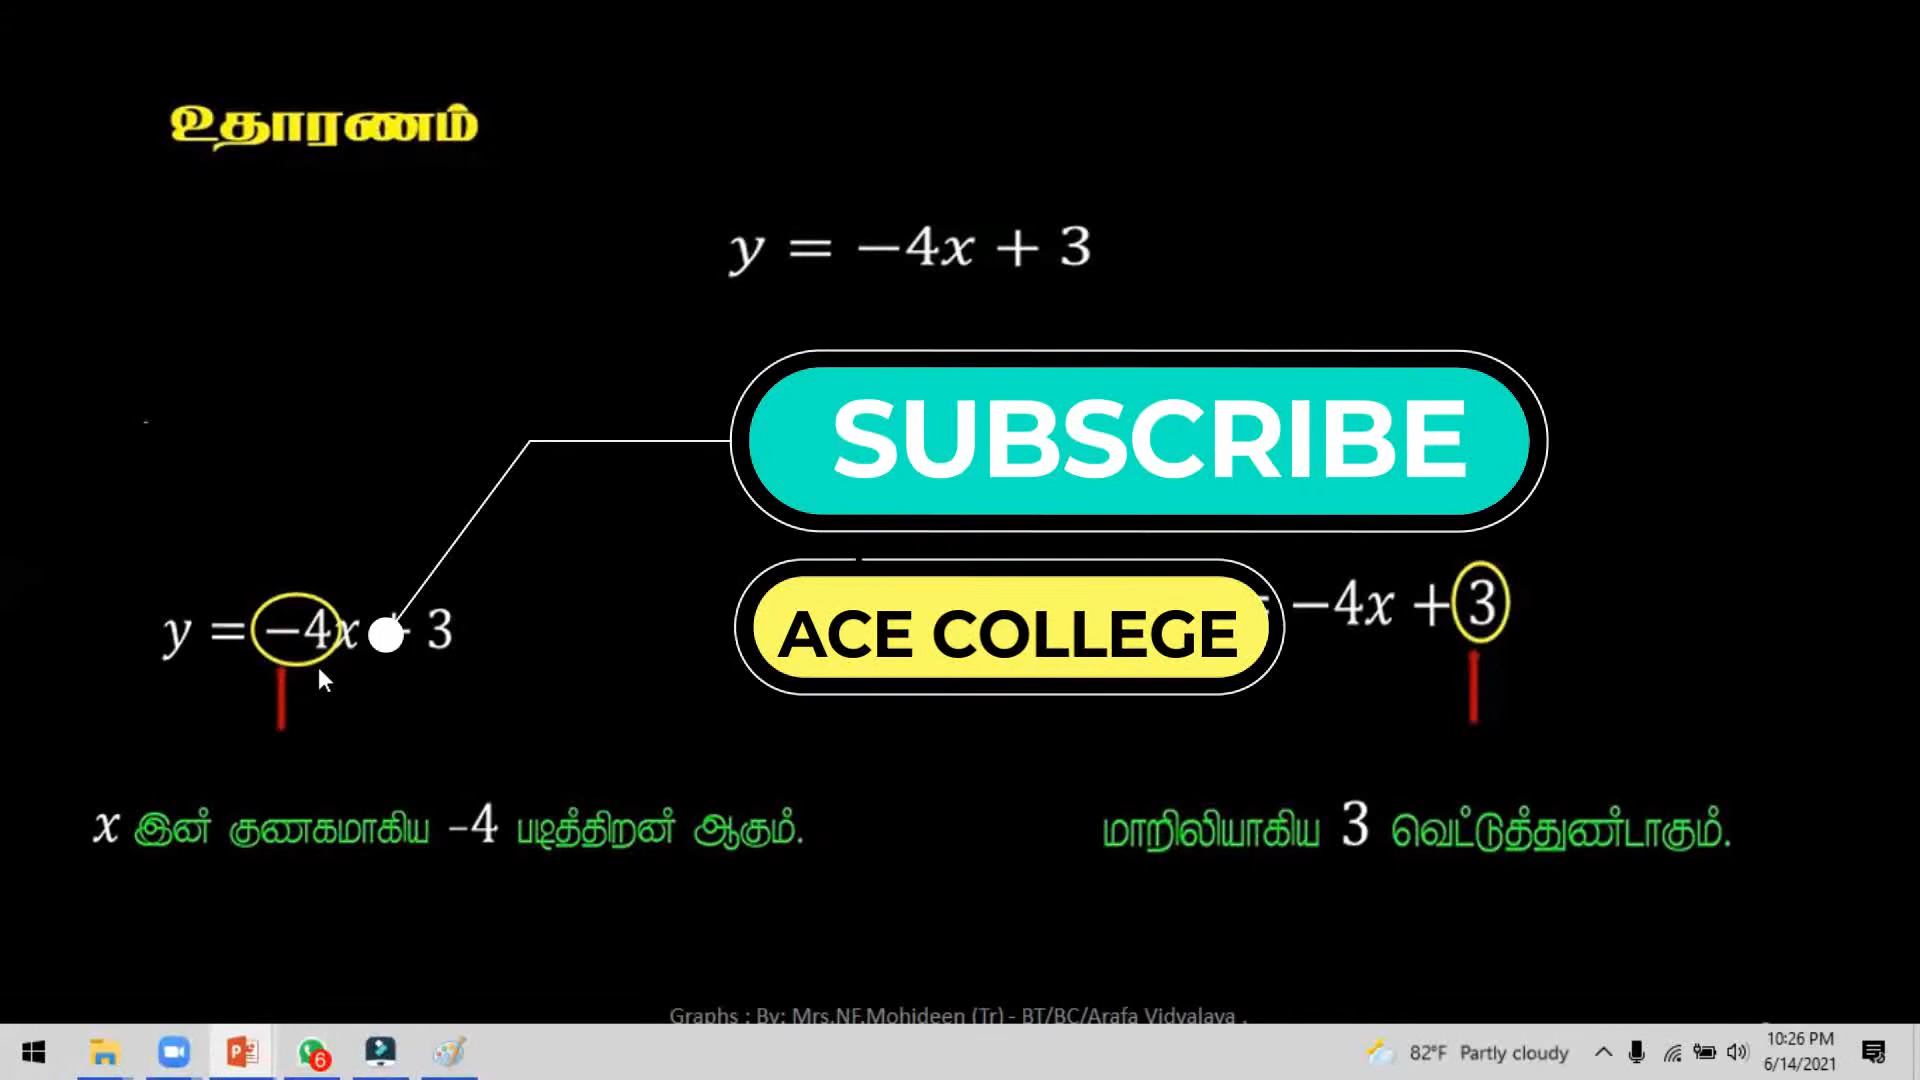 உதாரணம்
y = −4x + 3
SUBSCRIBE
y = −4x + 3
ACE COLLEGE
= −4x + 3
x இன் குணகமாகிய −4 படித்திறன் ஆகும்.
மாறிலியாகிய 3 வெட்டுத்துண்டாகும்.
Graphs : By: Mrs.NF.Mohideen (Tr) - BT/BC/Arafa Vidyalaya .
6
82°F Partly cloudy
10:26 PM
6/14/2021